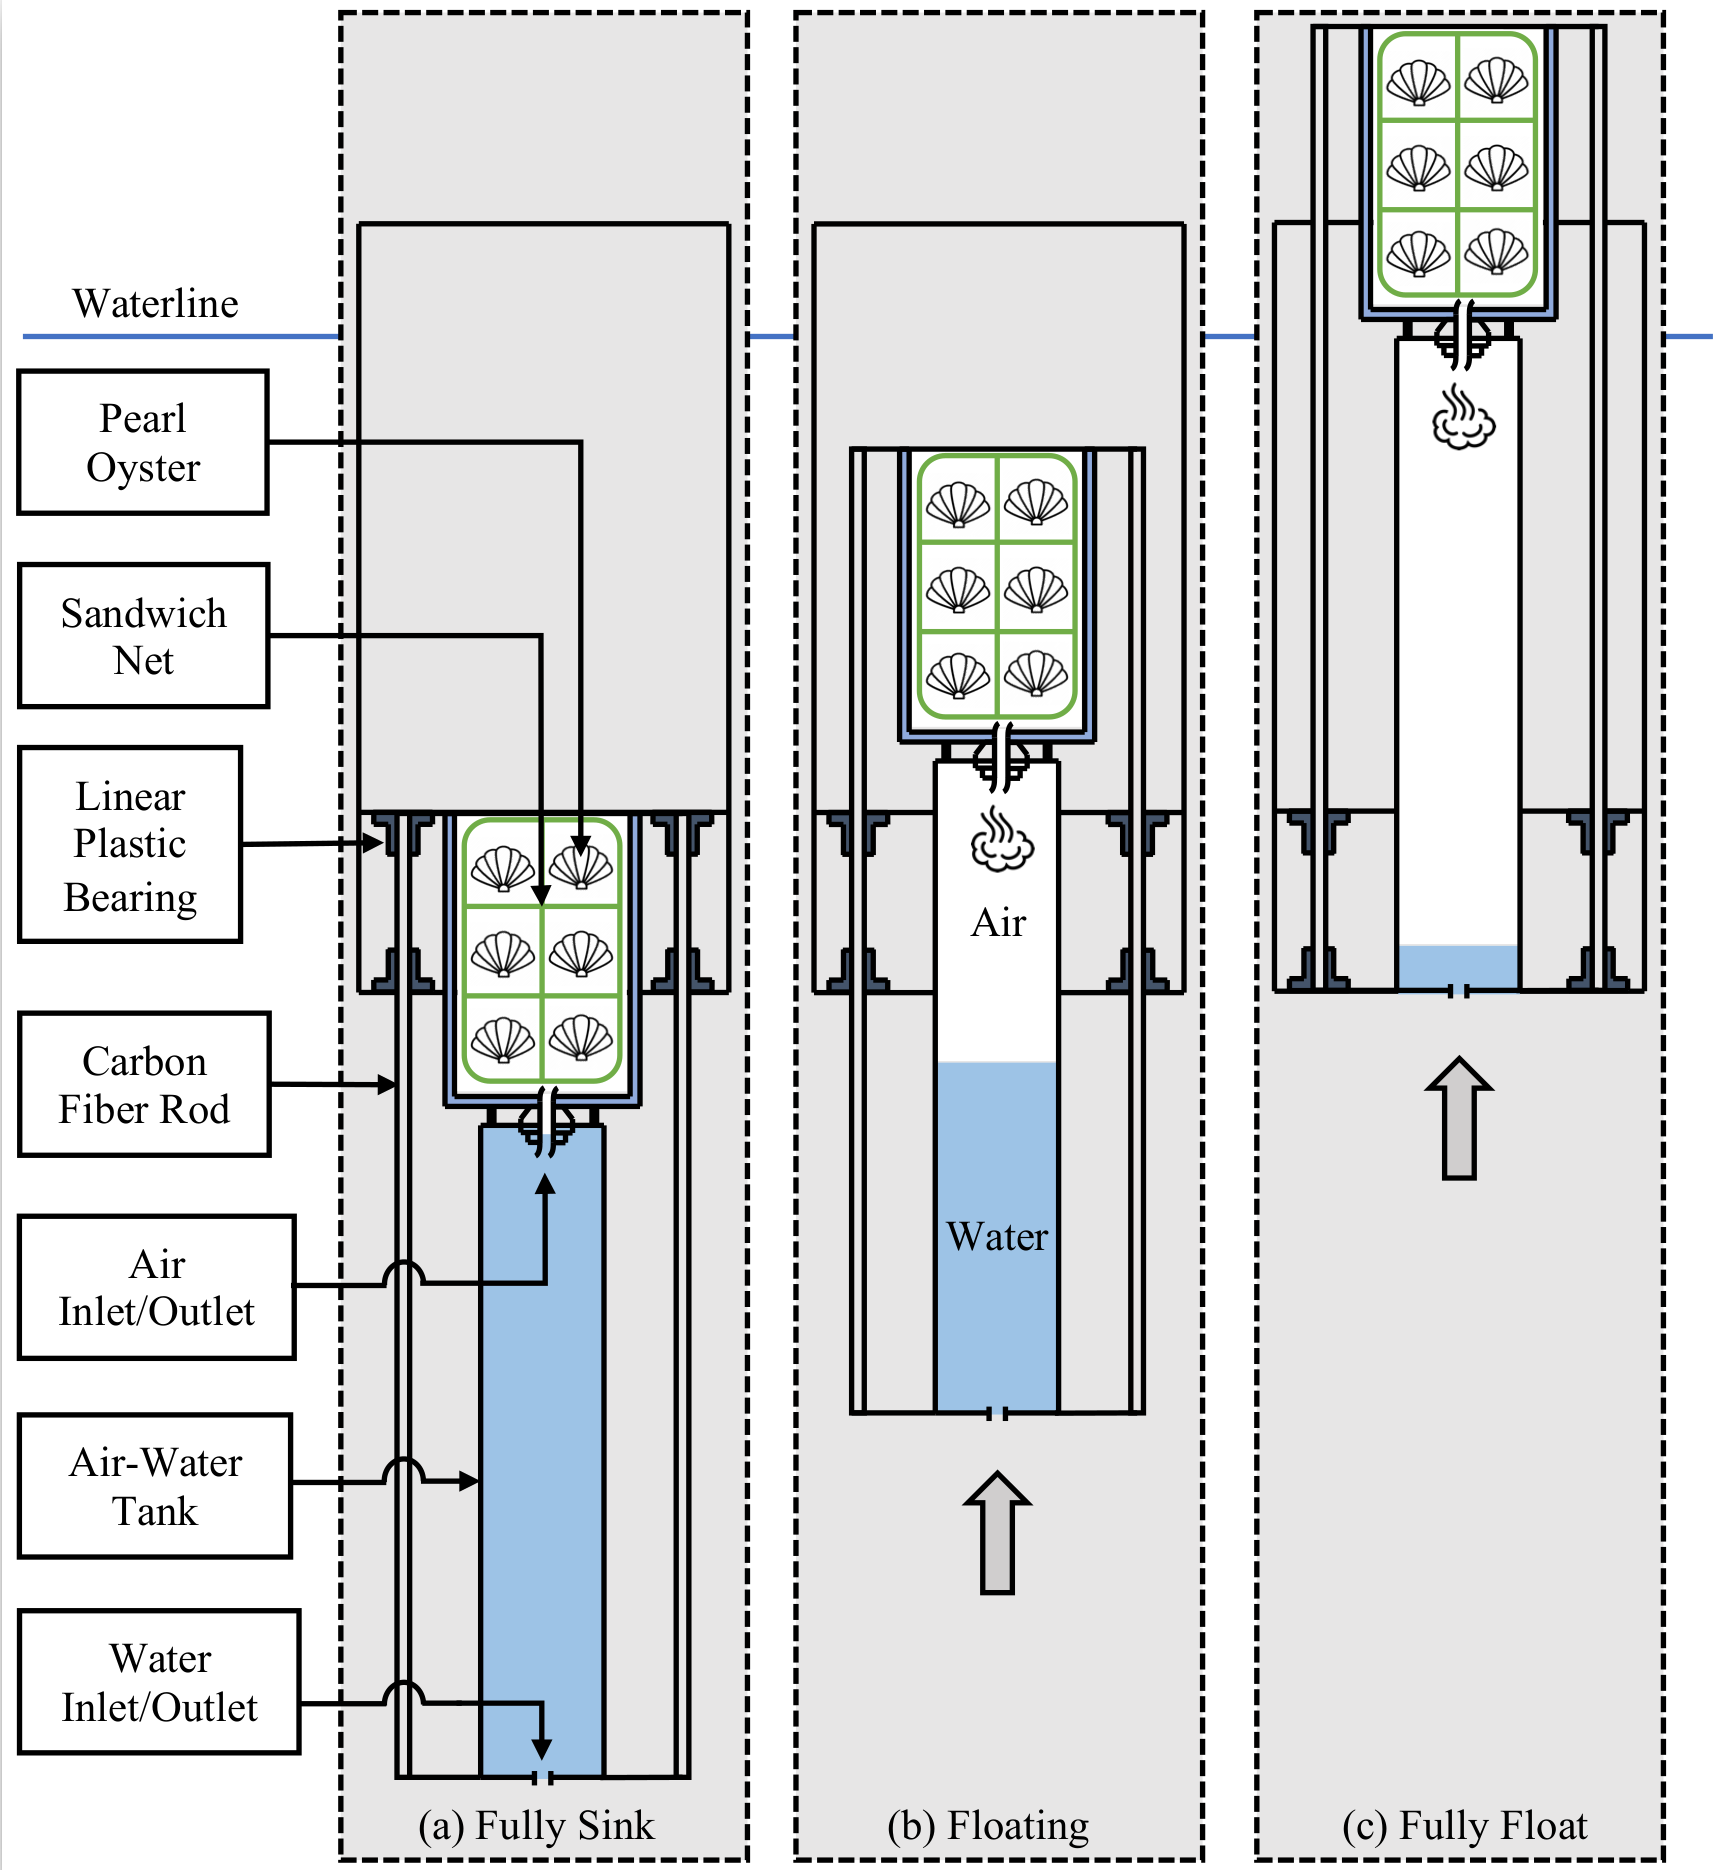 Waterline
Pearl
Oyster
Sandwich
Net
Linear
Plastic
Bearing
Carbon
Fiber Rod
Air
Inlet/Outlet
Air-Water
Tank
Water
Inlet/Outlet
(a) Fully Sink
Air
Water
(b) Floating
(c) Fully Float